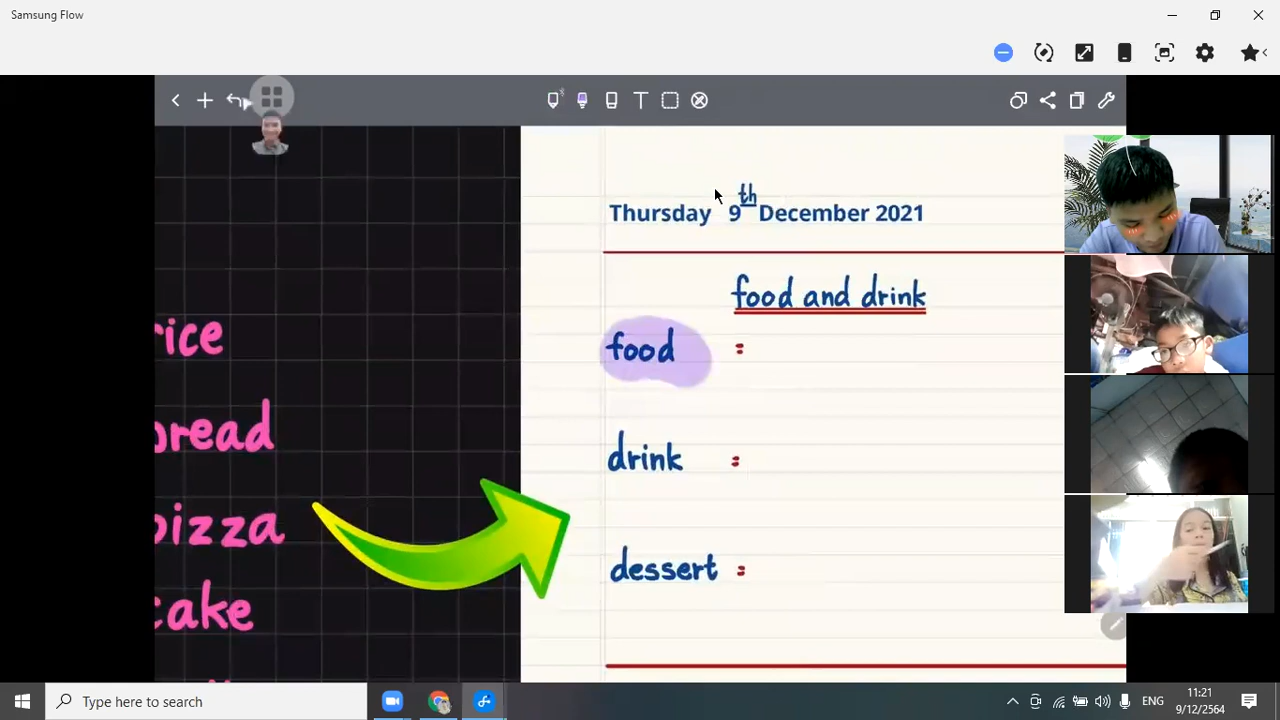 Samsung Flow
T
Thursday 9th December 2021
food and drink
food :
drink :
dessert :
rice
bread
pizza
cake
Type here to search
ENG
11:21
9/12/2564